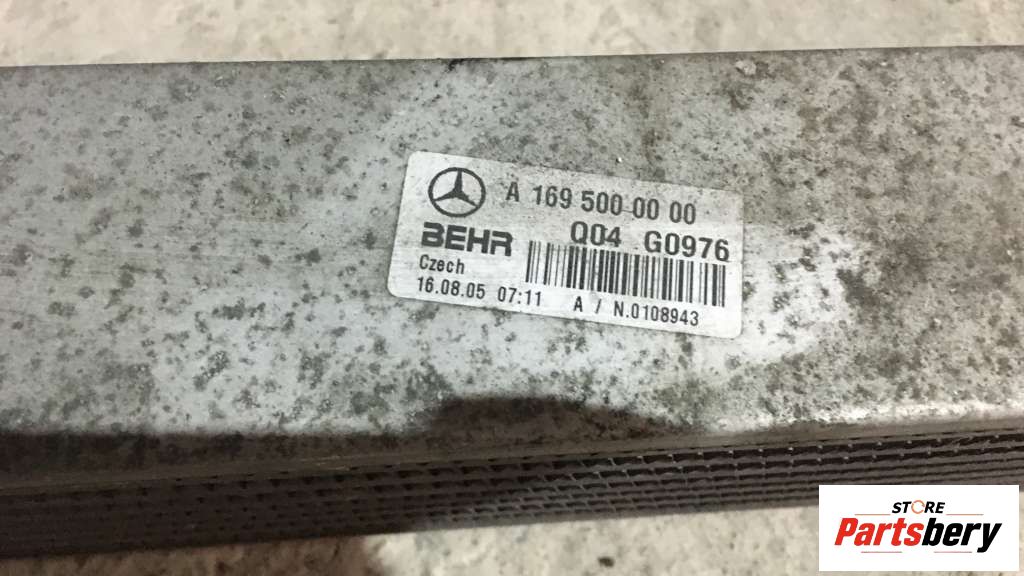 A 169 500 00 00
Q04 G0976
BEHR
Czech
16.08.05 07:11 A / N.0108943
STORE
Partsbery